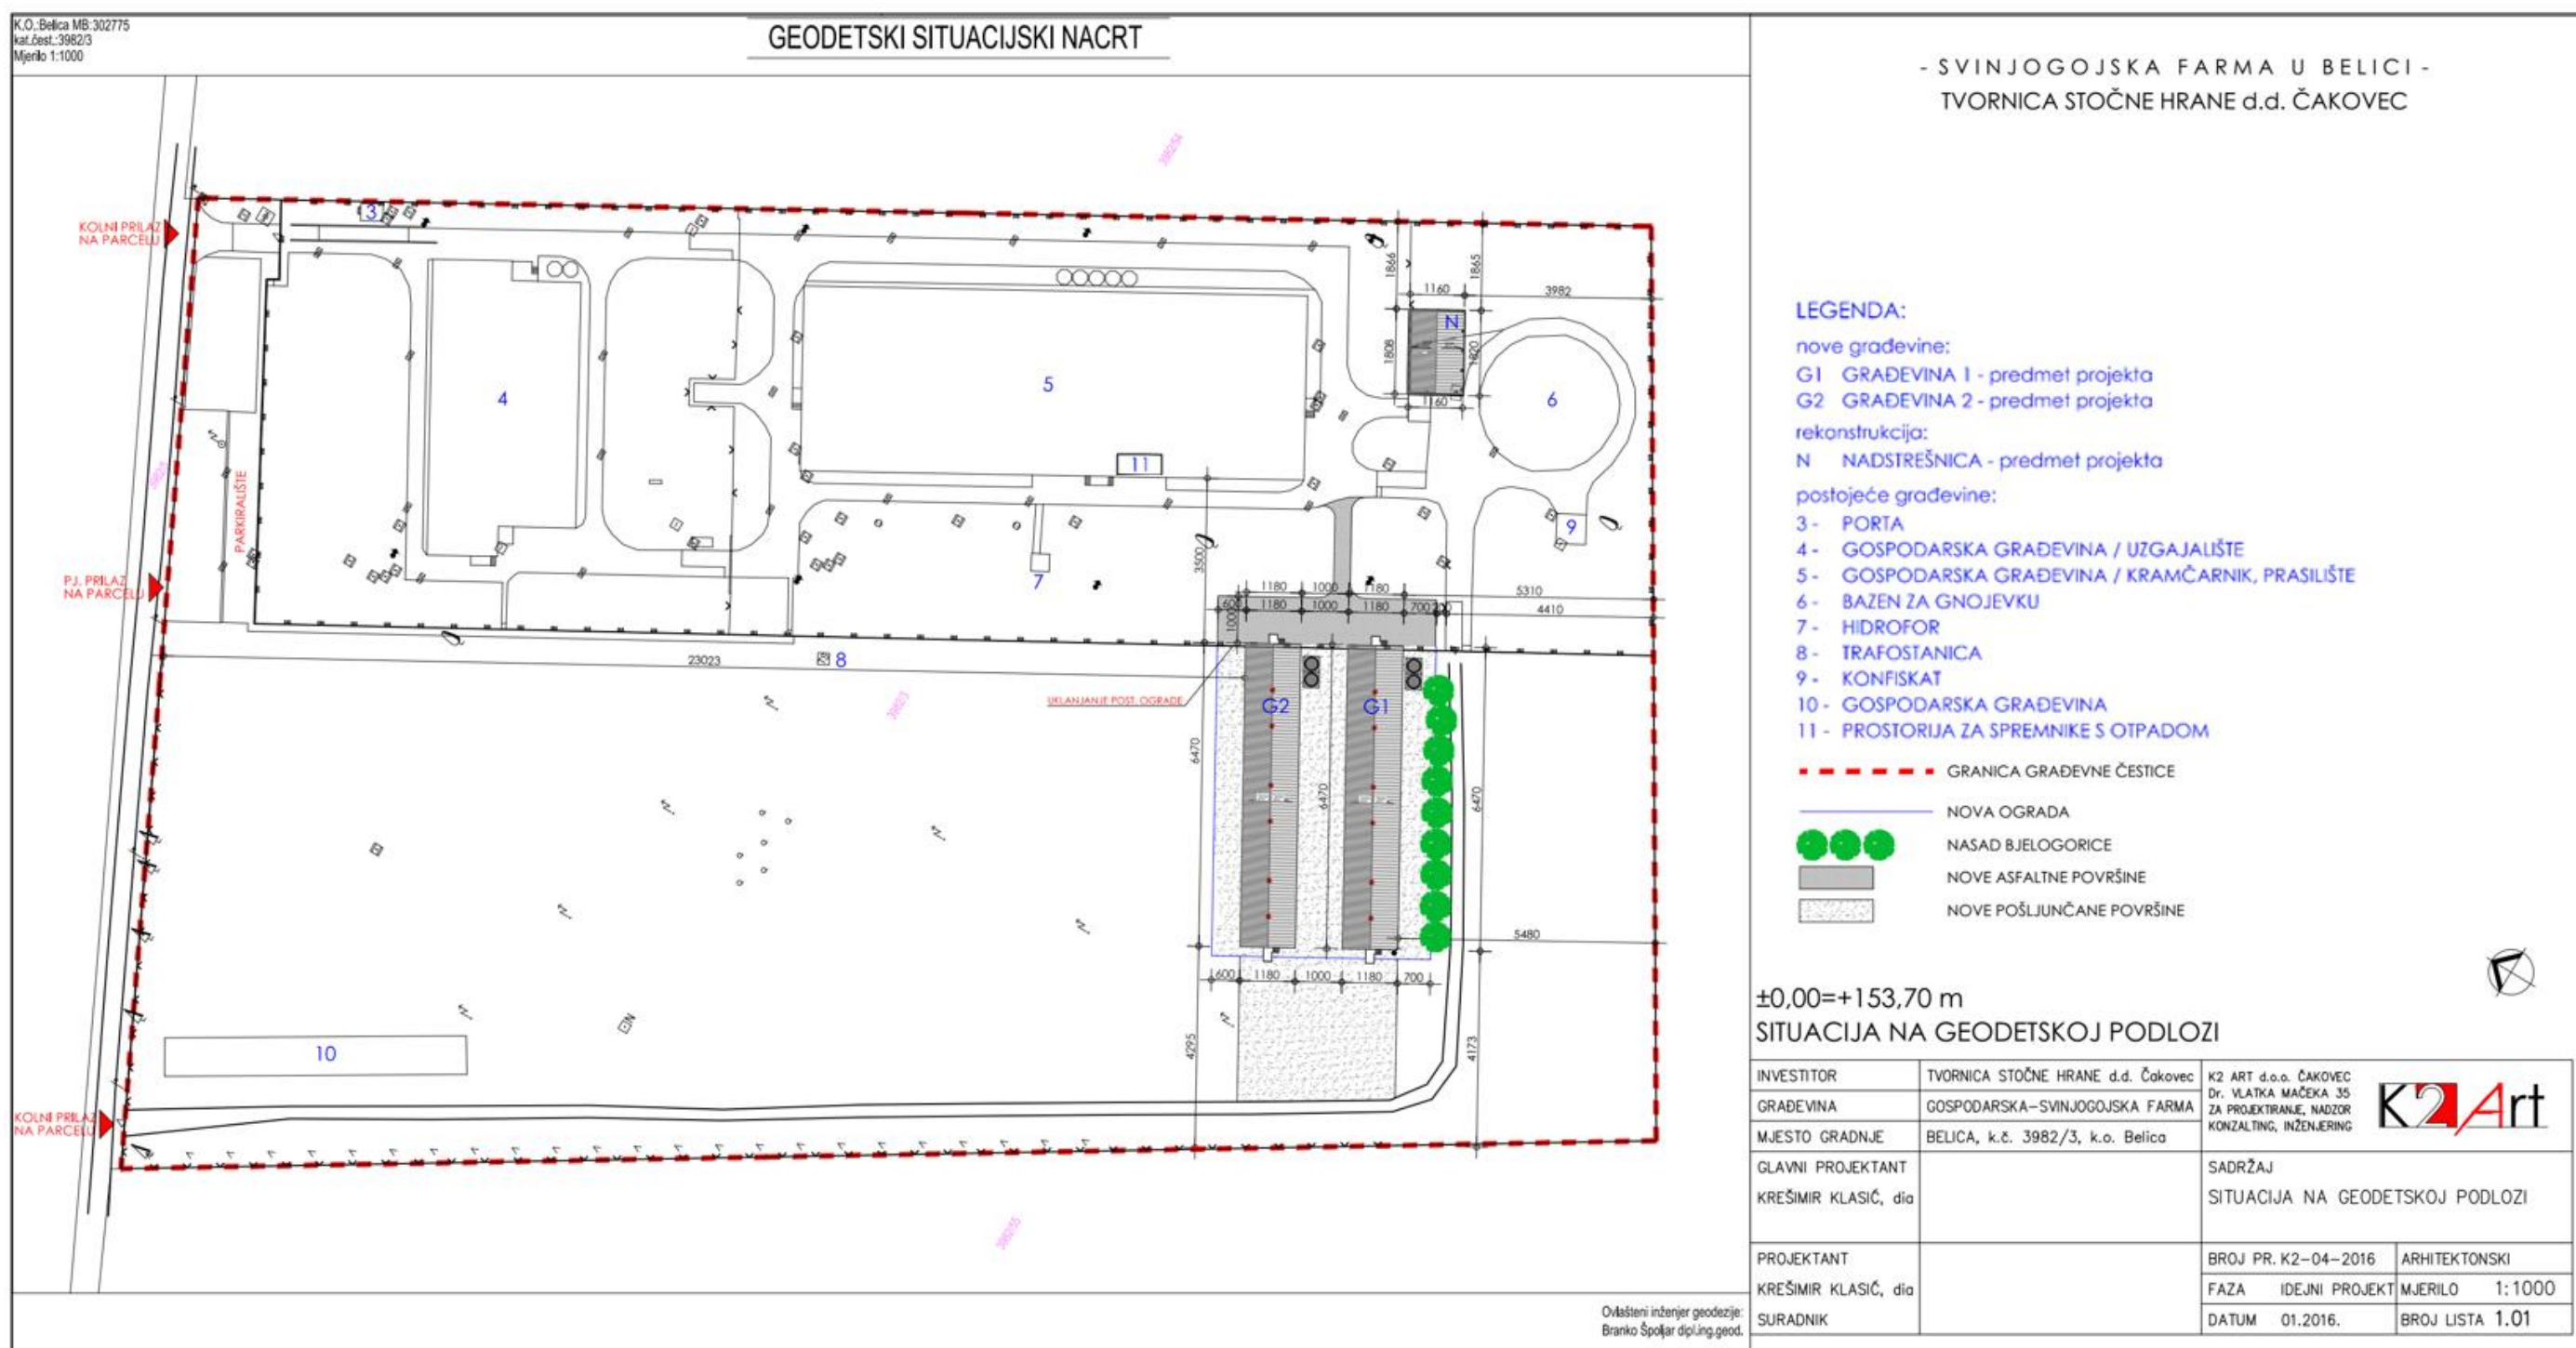 K.O.:Belica MB:302775
kat.čest.:3982/3
Mjerilo 1:1000
GEODETSKI SITUACIJSKI NACRT
3982/54
KOLNI PRILAZ
NA PARCELU
3
1866
1865
1160
3982
N
1808
1820
1160
4
5
6
11
PARKIRALIŠTE
9
3500
7
PJ. PRILAZ
NA PARCELU
1180
1000
1180
5310
600
1180
1000
1180
700
4410
1000
23023
8
3982/3
UKLANJANJE POST. OGRADE
G2
G1
6470
6470
6470
5480
600
1180
1000
1180
700
10
4295
4173
KOLNI PRILAZ
NA PARCELU
3982/55
Ovlašteni inženjer geodezije:
Branko Špoljar dipl.ing.geod.
- SVINJOGOJSKA FARMA U BELICI -
TVORNICA STOČNE HRANE d.d. ČAKOVEC
LEGENDA:
nove građevine:
G1 GRAĐEVINA 1 - predmet projekta
G2 GRAĐEVINA 2 - predmet projekta
rekonstrukcija:
N NADSTREŠNICA - predmet projekta
postojeće građevine:
3 - PORTA
4 - GOSPODARSKA GRAĐEVINA / UZGAJALIŠTE
5 - GOSPODARSKA GRAĐEVINA / KRAMČARNIK, PRASILIŠTE
6 - BAZEN ZA GNOJEVKU
7 - HIDROFOR
8 - TRAFOSTANICA
9 - KONFISKAT
10 - GOSPODARSKA GRAĐEVINA
11 - PROSTORIJA ZA SPREMNIKE S OTPADOM
GRANICA GRAĐEVNE ČESTICE
NOVA OGRADA
NASAD BJELOGORICE
NOVE ASFALTNE POVRŠINE
NOVE POŠLJUNČANE POVRŠINE
±0,00=+153,70 m
SITUACIJA NA GEODETSKOJ PODLOZI
INVESTITOR
TVORNICA STOČNE HRANE d.d. Čakovec
GRAĐEVINA
GOSPODARSKA-SVINJOGOJSKA FARMA
MJESTO GRADNJE
BELICA, k.č. 3982/3, k.o. Belica
K2 ART d.o.o. ČAKOVEC
Dr. VLATKA MAČEKA 35
ZA PROJEKTIRANJE, NADZOR
KONZALTING, INŽENJERING
K2Art
GLAVNI PROJEKTANT
KREŠIMIR KLASIĆ, dia
SADRŽAJ
SITUACIJA NA GEODETSKOJ PODLOZI
PROJEKTANT
KREŠIMIR KLASIĆ, dia
SURADNIK
BROJ PR. K2-04-2016
ARHITEKTONSKI
FAZA IDEJNI PROJEKT
MJERILO 1:1000
DATUM 01.2016.
BROJ LISTA 1.01